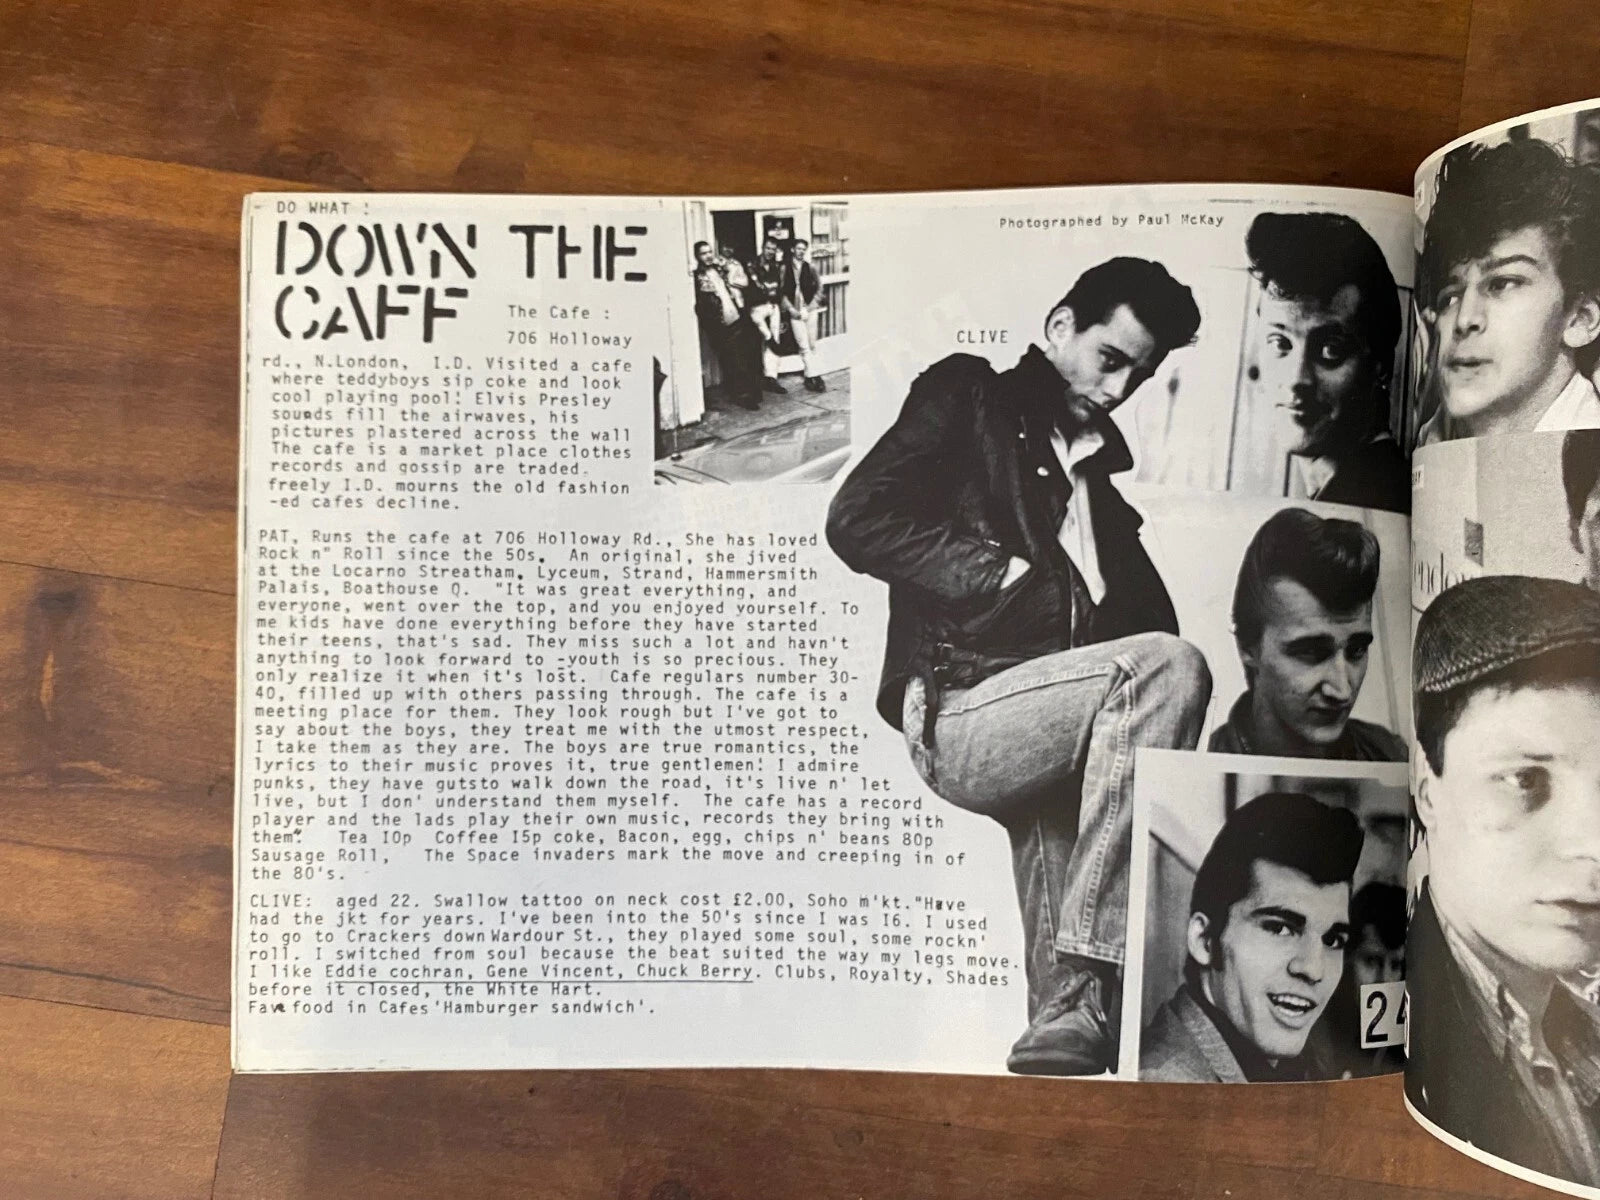 DO WHAT !
DOWN THE
CAFF
The Cafe :
706 Holloway
rd., N.London, I.D. Visited a cafe
where teddyboys sip coke and look
cool playing pool! Elvis Presley
sounds fill the airwaves, his
pictures plastered across the wall
The cafe is a market place clothes
records and gossip are traded.
freely I.D. mourns the old fashion
-ed cafes decline.
PAT, Runs the cafe at 706 Holloway Rd., She has loved
Rock n" Roll since the 50s. An original, she jived
at the Locarno Streatham, Lyceum, Strand, Hammersmith
Palais, Boathouse Q. "It was great everything, and
everyone, went over the top, and you enjoyed yourself. To
me kids have done everything before they have started
their teens, that's sad. They miss such a lot and havn't
anything to look forward to -youth is so precious. They
only realize it when it's lost. Cafe regulars number 30-
40, filled up with others passing through. The cafe is a
meeting place for them. They look rough but I've got to
say about the boys, they treat me with the utmost respect,
I take them as they are. The boys are true romantics, the
lyrics to their music proves it, true gentlemen! I admire
punks, they have gutsto walk down the road, it's live n' let
live, but I don' understand them myself. The cafe has a record
player and the lads play their own music, records they bring with
them". Tea I0p Coffee I5p coke, Bacon, egg, chips n' beans 80p
Sausage Roll, The Space invaders mark the move and creeping in of
the 80's.
CLIVE: aged 22. Swallow tattoo on neck cost £2.00, Soho m'kt."Have
had the jkt for years. I've been into the 50's since I was I6. I used
to go to Crackers down Wardour St., they played some soul, some rockn'
roll. I switched from soul because the beat suited the way my legs move.
I like Eddie cochran, Gene Vincent, Chuck Berry. Clubs, Royalty, Shades
before it closed, the White Hart.
Fave food in Cafes 'Hamburger sandwich'.
Photographed by Paul McKay
CLIVE
24